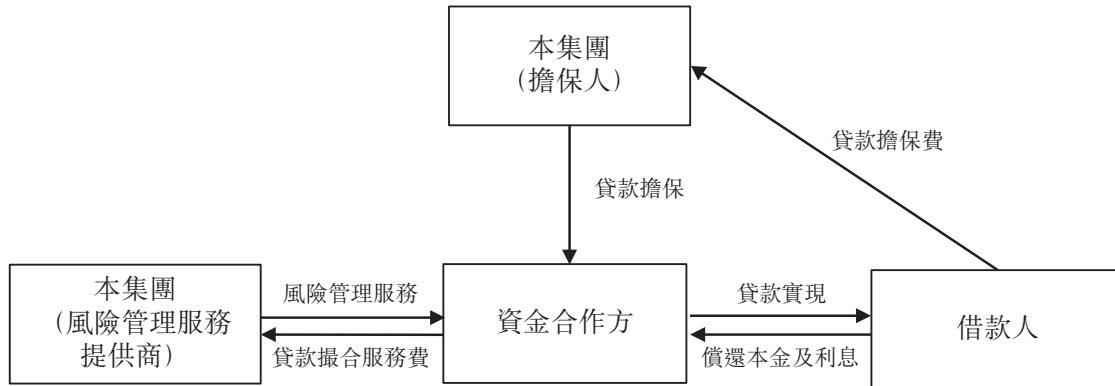 本集團
(擔保人)
貸款擔保費
貸款擔保
本集團
(風險管理服務
提供商)
風險管理服務
貸款撮合服務費
資金合作方
貸款實現
償還本金及利息
借款人